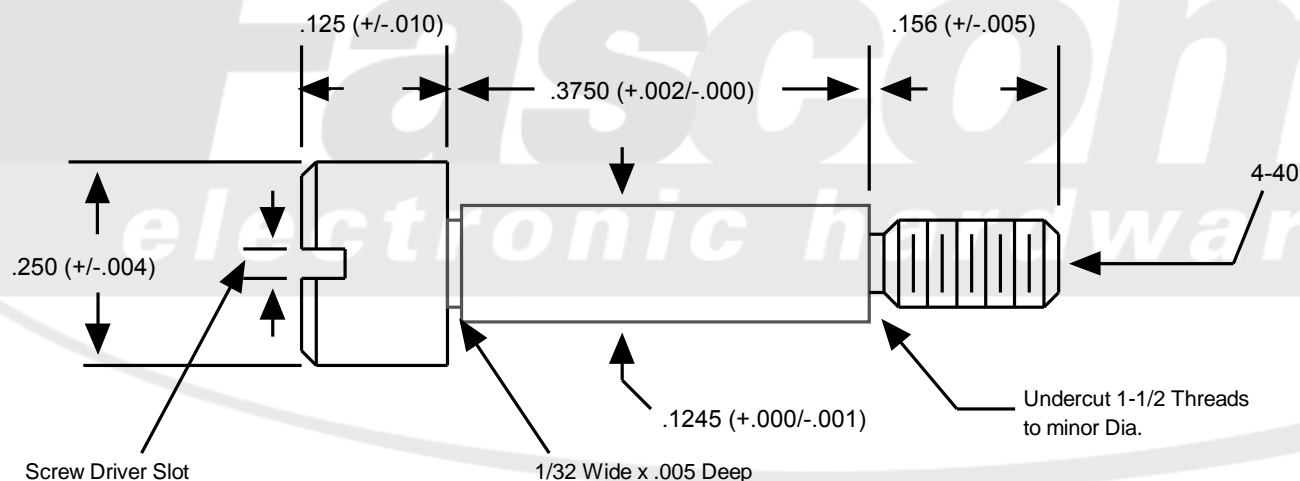 .125 (+/-.010)
.156 (+/-.005)
.3750 (+.002/-.000)
4-40
electronic hardwar
.250 (+/-.004)
.1245 (+.000/-.001)
Undercut 1-1/2 Threads
to minor Dia.
Screw Driver Slot
1/32 Wide x .005 Deep